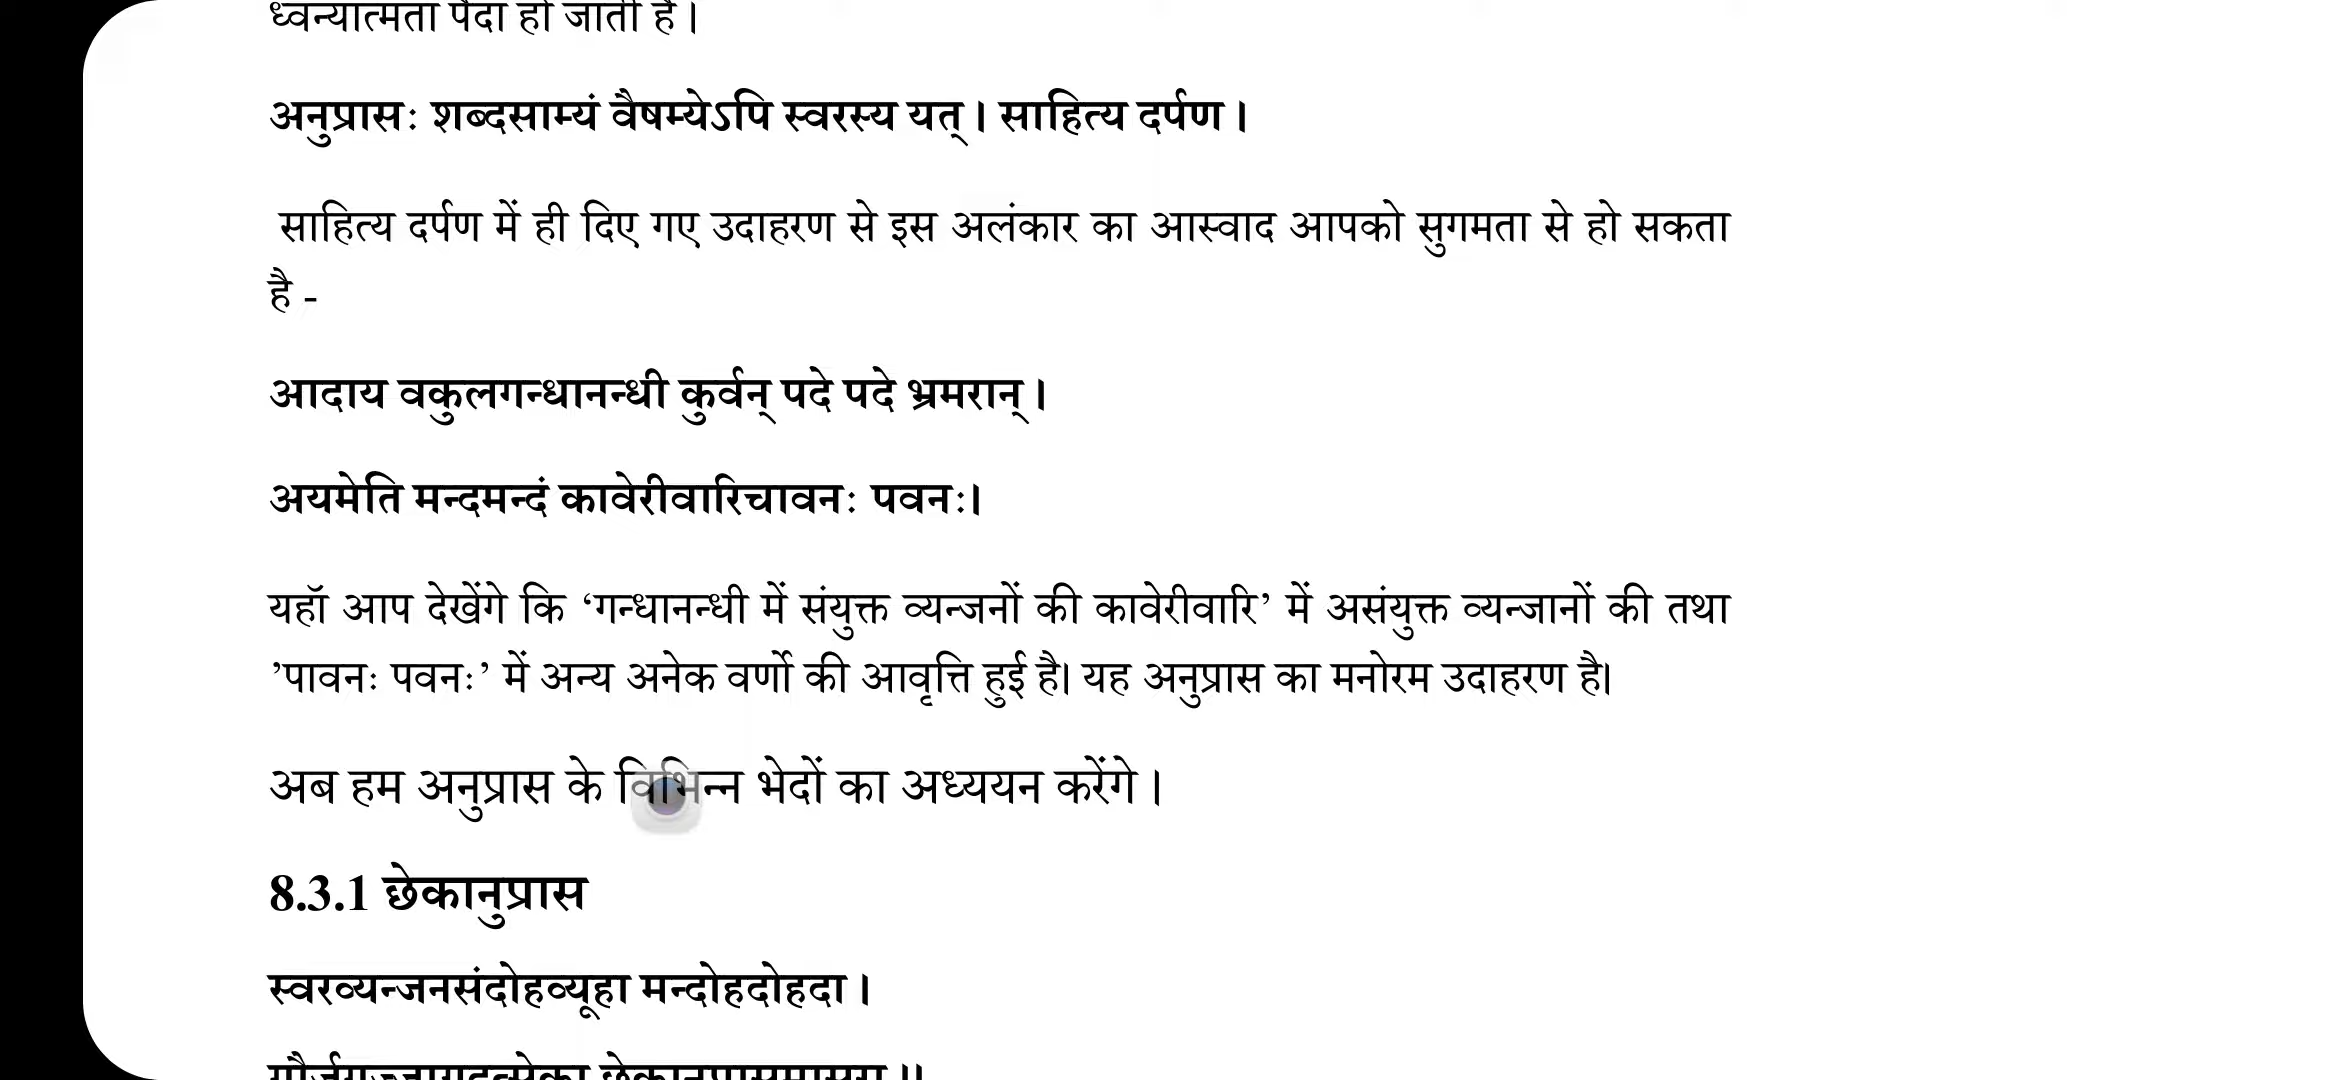 ध्वन्यात्मता पैदा हो जाती है ।
अनुप्रासः शब्दसाम्यं वैषम्येऽपि स्वरस्य यत् । साहित्य दर्पण ।
साहित्य दर्पण में ही दिए गए उदाहरण से इस अलंकार का आस्वाद आपको सुगमता से हो सकता
है -
आदाय वकुलगन्धानन्धी कुर्वन् पदे पदे भ्रमरान् ।
अयमेति मन्दमन्दं कावेरीवारिचावनः पवनः।
यहॉ आप देखेंगे कि ‘गन्धानन्धी में संयुक्त व्यन्जनों की कावेरीवारि’ में असंयुक्त व्यन्जानों की तथा
’पावनः पवनः’ में अन्य अनेक वर्णो की आवृत्ति हुई है। यह अनुप्रास का मनोरम उदाहरण है।
अब हम अनुप्रास के विभिन्न भेदों का अध्ययन करेंगे ।
8.3.1 छेकानुप्रास
स्वरव्यन्जनसंदोहव्यूहा मन्दोहदोहदा ।
छेकानुप्रासभासुरा ॥